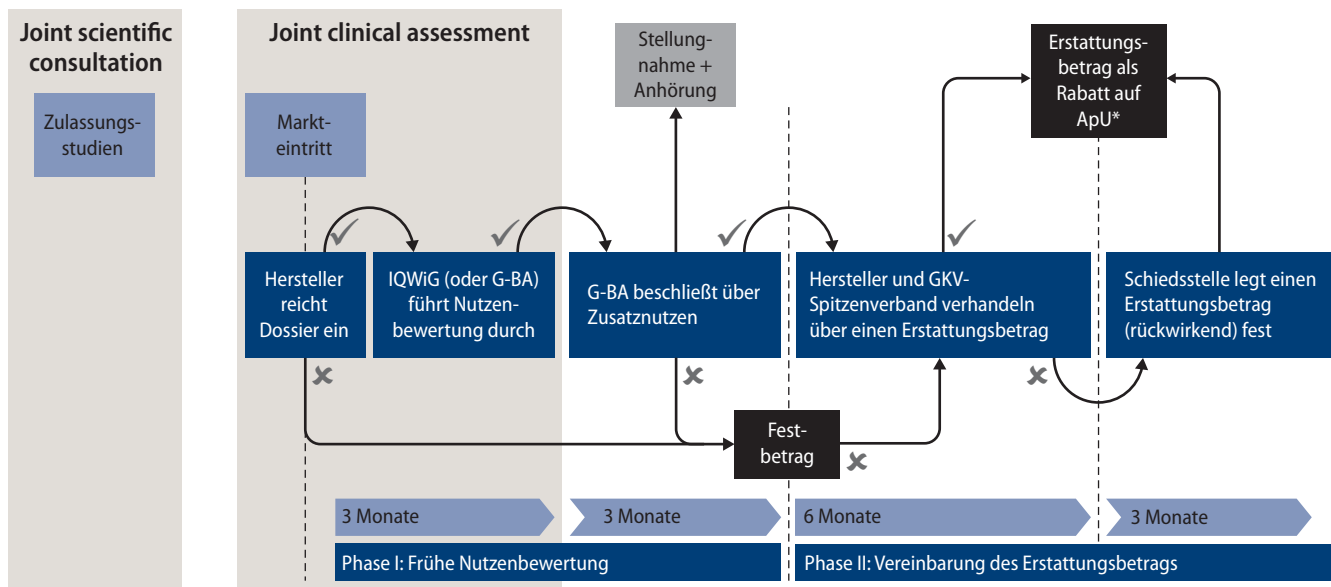 Joint scientific
consultation
Zulassungs-
studien
Joint clinical assessment
Markt-
eintritt
Stellung-
nahme +
Anhörung
Erstattungs-
betrag als
Rabatt auf
ApU*
Hersteller
reicht
Dossier ein
IQWiG (oder G-BA)
führt Nutzen-
bewertung durch
G-BA beschließt über
Zusatznutzen
Hersteller und GKV-
Spitzenverband verhandeln
über einen Erstattungsbetrag
Schiedsstelle legt einen
Erstattungsbetrag
(rückwirkend) fest
Fest-
betrag
3 Monate
3 Monate
6 Monate
3 Monate
Phase I: Frühe Nutzenbewertung
Phase II: Vereinbarung des Erstattungsbetrags